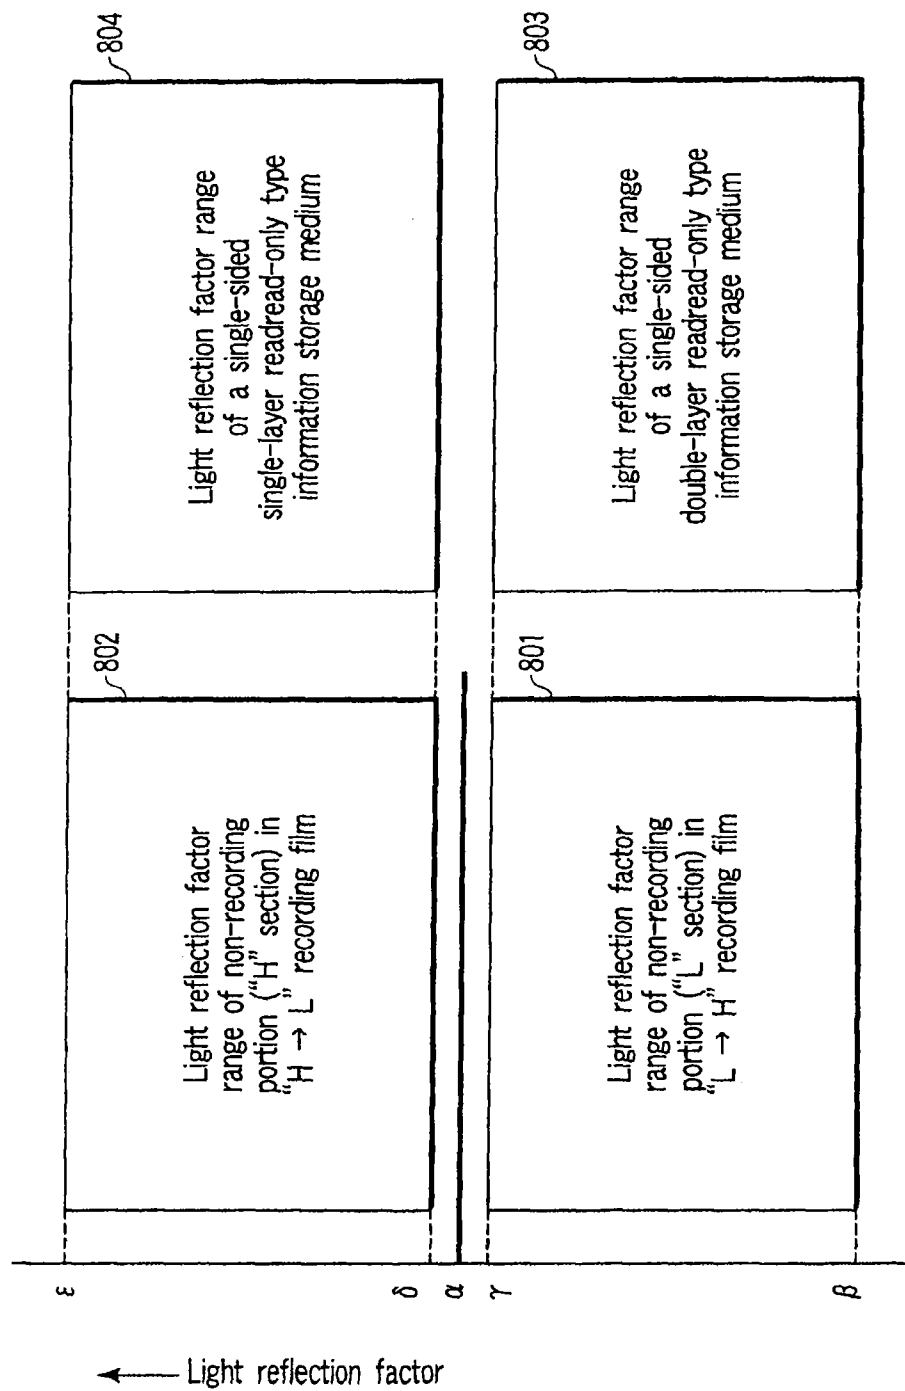 Light reflection factor
ε
δ
α
γ
β
802
Light reflection factor
range of non-recording
portion (“H” section) in
“H → L” recording film
804
Light reflection factor range
of a single-sided
single-layer readread-only type
information storage medium
801
Light reflection factor
range of non-recording
portion (“L” section) in
“L → H” recording film
803
Light reflection factor range
of a single-sided
double-layer readread-only type
information storage medium